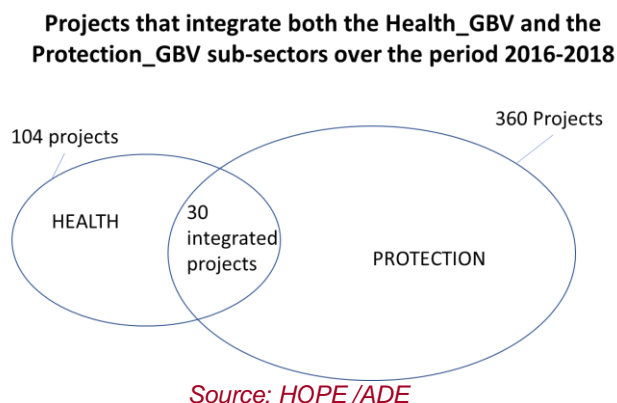 Projects that integrate both the Health_GBV and the
Protection_GBV sub-sectors over the period 2016-2018
360 Projects
104 projects
HEALTH
30
integrated
projects
PROTECTION
Source: HOPE /ADE